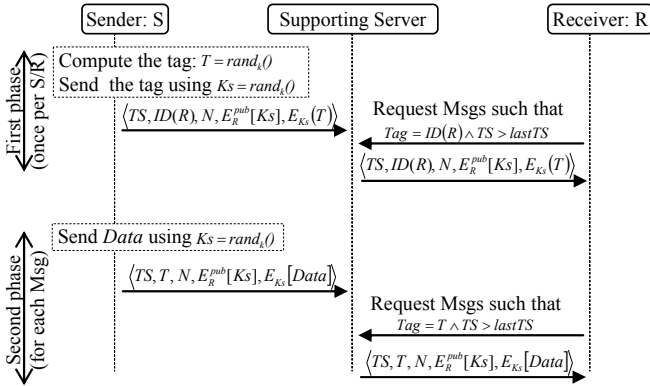 Sender: S
Supporting Server
Receiver: R
First phase
(once per S/R)
Compute the tag: T = rand_k()
Send the tag using Ks = rand_k()
⟨TS, ID(R), N, E_R^pub[Ks], E_Ks(T)⟩
Request Msgs such that
Tag = ID(R) ∧ TS > lastTS
⟨TS, ID(R), N, E_R^pub[Ks], E_Ks(T)⟩
Second phase
(for each Msg)
Send Data using Ks = rand_k()
⟨TS, T, N, E_R^pub[Ks], E_Ks[Data]⟩
Request Msgs such that
Tag = T ∧ TS > lastTS
⟨TS, T, N, E_R^pub[Ks], E_Ks[Data]⟩